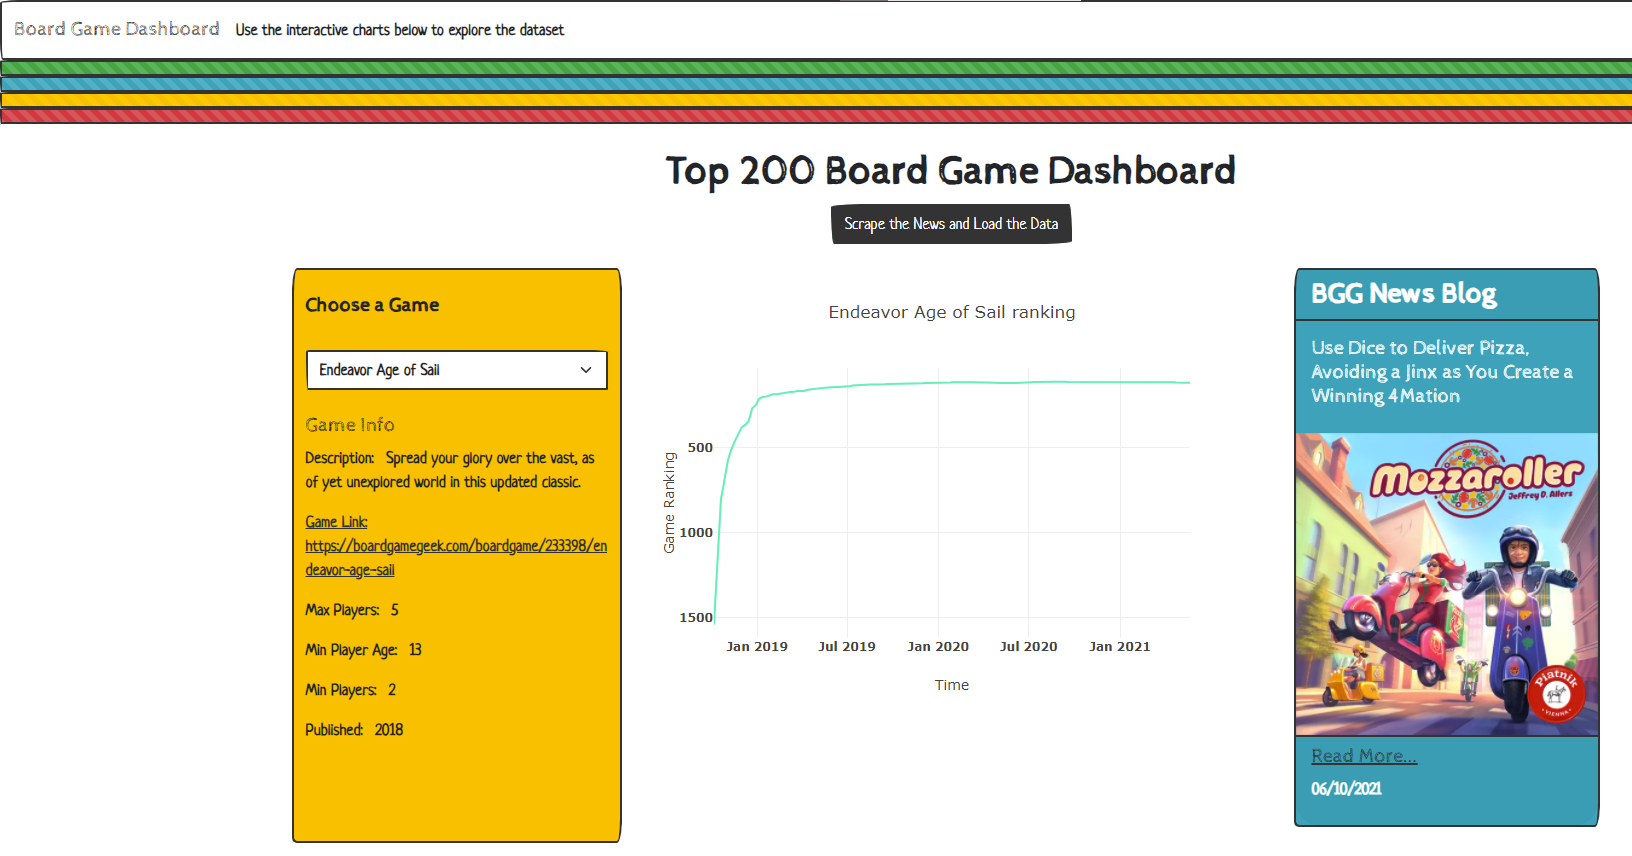 Board Game Dashboard Use the interactive charts below to explore the dataset
Top 200 Board Game Dashboard
Scrape the News and Load the Data
Choose a Game
Endeavor Age of Sail
Game Info
Description: Spread your glory over the vast, as
of yet unexplored world in this updated classic.
Game Link:
https://boardgamegeek.com/boardgame/233398/en
deavor-age-sail
Max Players: 5
Min Player Age: 13
Min Players: 2
Published: 2018
Endeavor Age of Sail ranking
Game Ranking
500
1000
1500
Jan 2019 Jul 2019 Jan 2020 Jul 2020 Jan 2021
Time
BGG News Blog
Use Dice to Deliver Pizza,
Avoiding a Jinx as You Create a
Winning 4Mation
Mozzaroller
Jeffrey D. Allers
Piatnik
VIENNA
Read More...
06/10/2021